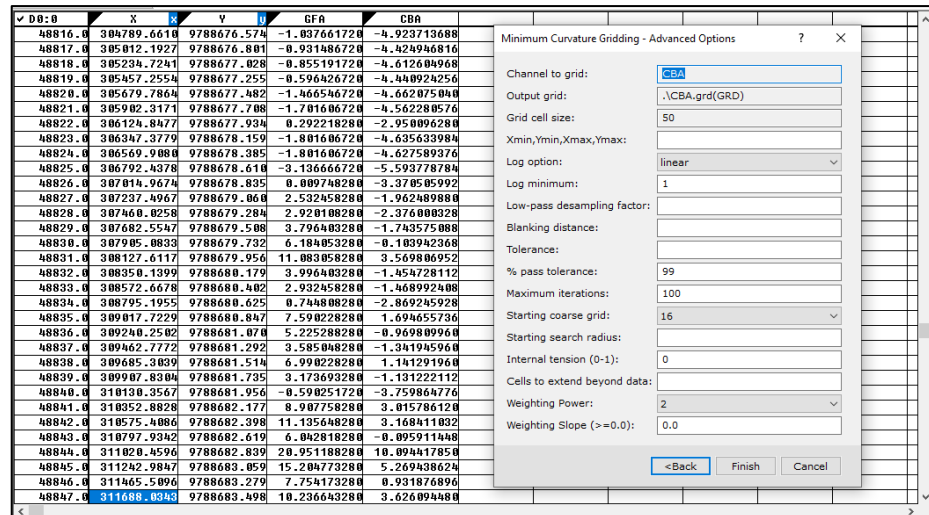 D0:0 X x Y y GFA CBA
48816.0 304789.6610 9788676.574 -1.037661720 -4.923713688
48817.0 305012.1927 9788676.801 -0.931486720 -4.424946816
48818.0 305234.7241 9788677.028 -0.855191720 -4.612604968
48819.0 305457.2554 9788677.255 -0.596426720 -4.440924256
48820.0 305679.7864 9788677.482 -1.466546720 -4.662075040
48821.0 305902.3171 9788677.708 -1.701606720 -4.562280576
48822.0 306124.8477 9788677.934 0.292218280 -2.950096280
48823.0 306347.3779 9788678.159 -1.801606720 -4.635633984
48824.0 306569.9080 9788678.385 -1.801606720 -4.627589376
48825.0 306792.4378 9788678.610 -3.136666720 -5.593778784
48826.0 307014.9674 9788678.835 0.009748280 -3.370505992
48827.0 307237.4967 9788679.060 2.532458280 -1.962489880
48828.0 307460.0258 9788679.284 2.920108280 -2.376000328
48829.0 307682.5547 9788679.508 3.796403280 -1.743575088
48830.0 307905.0833 9788679.732 6.184053280 -0.103942368
48831.0 308127.6117 9788679.956 11.083058280 3.569806952
48832.0 308350.1399 9788680.179 3.996403280 -1.454728112
48833.0 308572.6678 9788680.402 2.932458280 -1.468992408
48834.0 308795.1955 9788680.625 0.744808280 -2.869245928
48835.0 309017.7229 9788680.847 7.590228280 1.694655736
48836.0 309240.2502 9788681.070 5.225288280 -0.969809960
48837.0 309462.7772 9788681.292 3.585048280 -1.341945960
48838.0 309685.3039 9788681.514 6.990228280 1.141291960
48839.0 309907.8304 9788681.735 3.173693280 -1.131222112
48840.0 310130.3567 9788681.956 -0.590251720 -3.759864776
48841.0 310352.8828 9788682.177 8.907758280 3.015786120
48842.0 310575.4086 9788682.398 11.135648280 3.168411032
48843.0 310797.9342 9788682.619 6.042818280 -0.095911448
48844.0 311020.4596 9788682.839 20.951188280 10.094417850
48845.0 311242.9847 9788683.059 15.204773280 5.269438624
48846.0 311465.5096 9788683.279 7.754173280 0.931876896
48847.0 311688.0343 9788683.498 10.236643280 3.626094480
Minimum Curvature Gridding - Advanced Options ? ×
Channel to grid: CBA
Output grid: .\CBA.grd(GRD)
Grid cell size: 50
Xmin,Ymin,Xmax,Ymax:
Log option: linear
Log minimum: 1
Low-pass desampling factor:
Blanking distance:
Tolerance:
% pass tolerance: 99
Maximum iterations: 100
Starting coarse grid: 16
Starting search radius:
Internal tension (0-1): 0
Cells to extend beyond data:
Weighting Power: 2
Weighting Slope (>=0.0): 0.0
<Back Finish Cancel